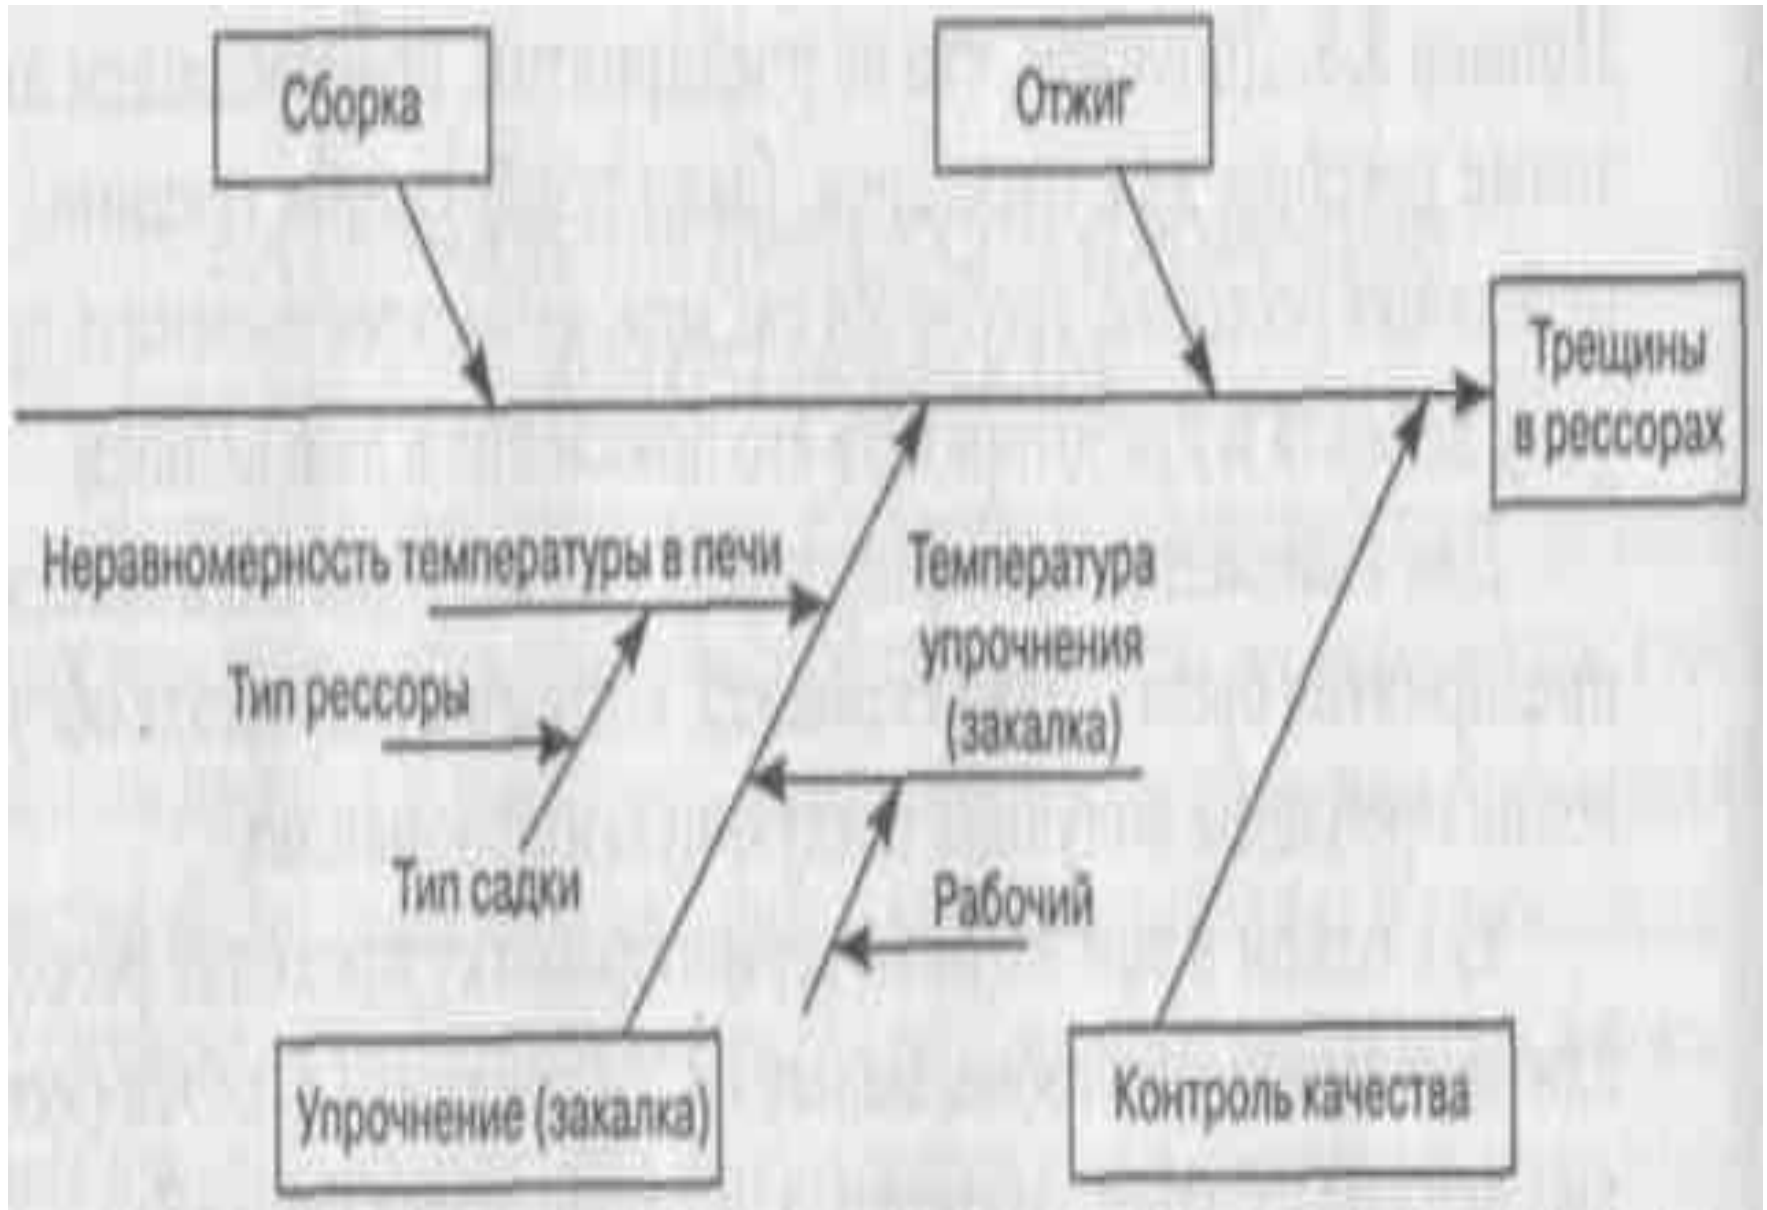 Сборка
Отжиг
Трещины
в рессорах
Неравномерность температуры в печи
Температура
упрочнения
(закалка)
Тип рессоры
Тип садки
Рабочий
Упрочнение (закалка)
Контроль качества